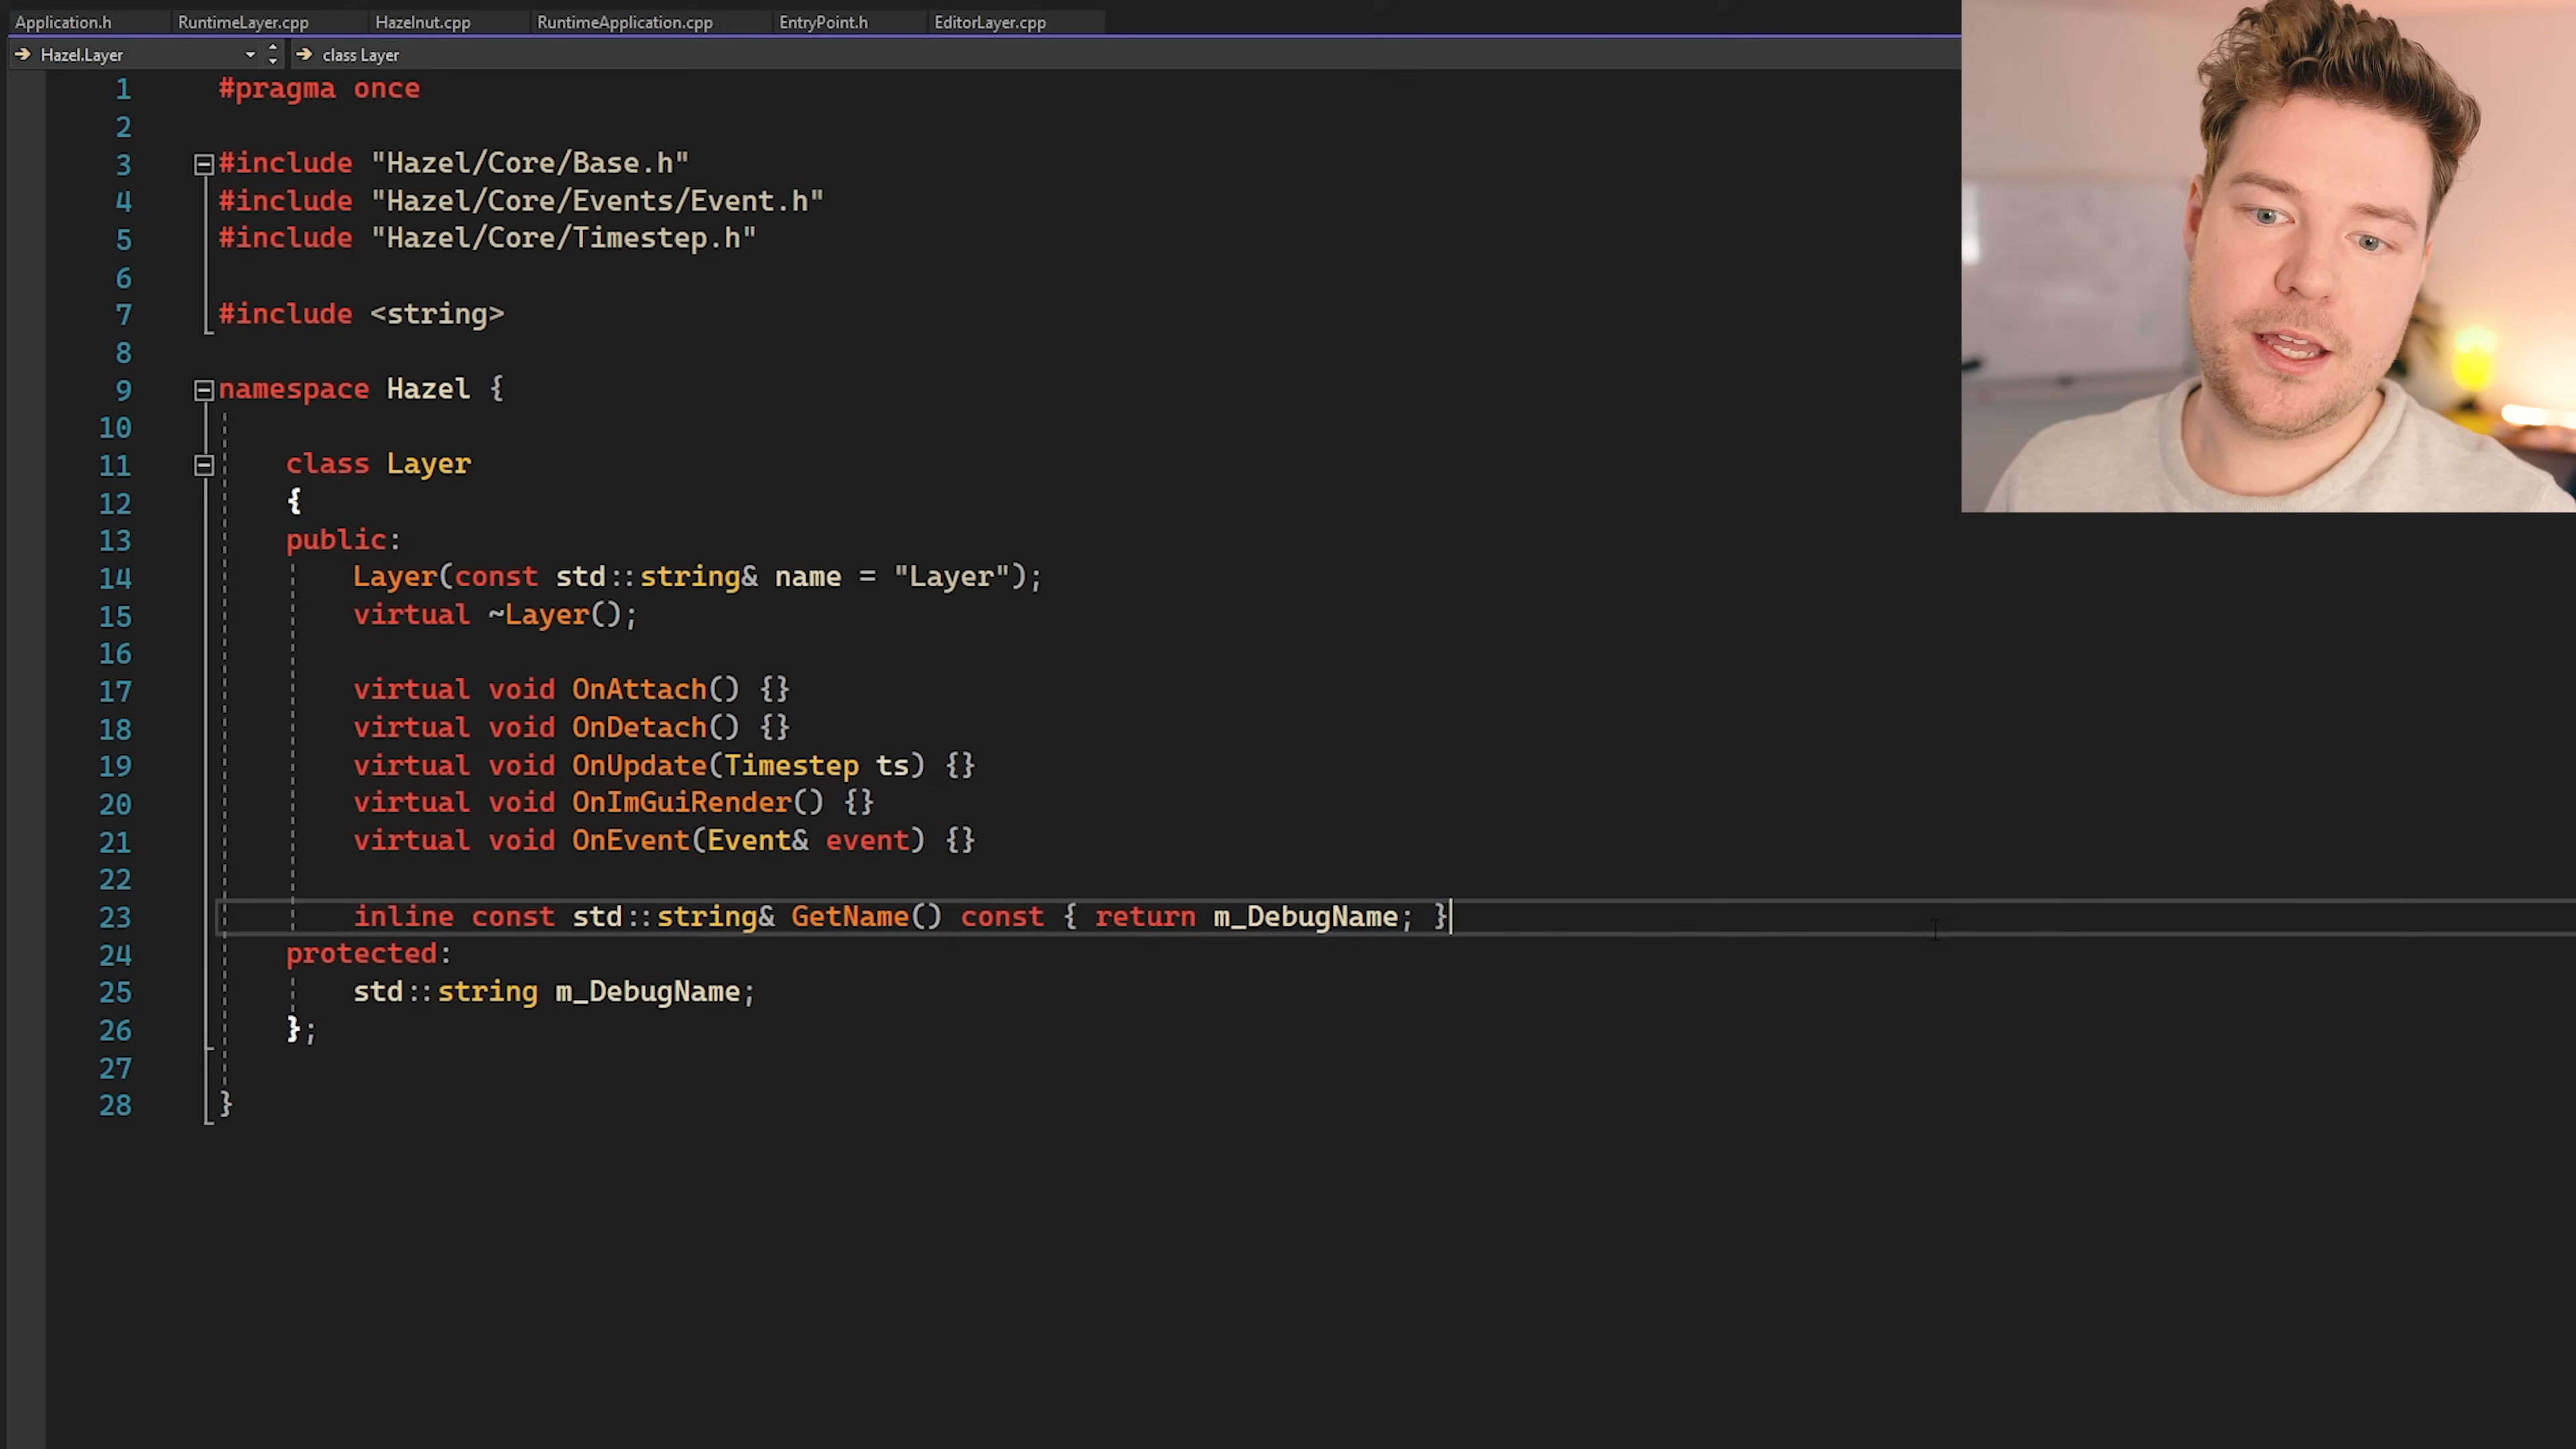 Application.h RuntimeLayer.cpp Hazelnut.cpp RuntimeApplication.cpp EntryPoint.h EditorLayer.cpp
Hazel.Layer class Layer
1 #pragma once
2
3 #include "Hazel/Core/Base.h"
4 #include "Hazel/Core/Events/Event.h"
5 #include "Hazel/Core/Timestep.h"
6
7 #include <string>
8
9 namespace Hazel {
10
11 class Layer
12 {
13 public:
14 Layer(const std::string& name = "Layer");
15 virtual ~Layer();
16
17 virtual void OnAttach() {}
18 virtual void OnDetach() {}
19 virtual void OnUpdate(Timestep ts) {}
20 virtual void OnImGuiRender() {}
21 virtual void OnEvent(Event& event) {}
22
23 inline const std::string& GetName() const { return m_DebugName; }
24 protected:
25 std::string m_DebugName;
26 };
27
28 }